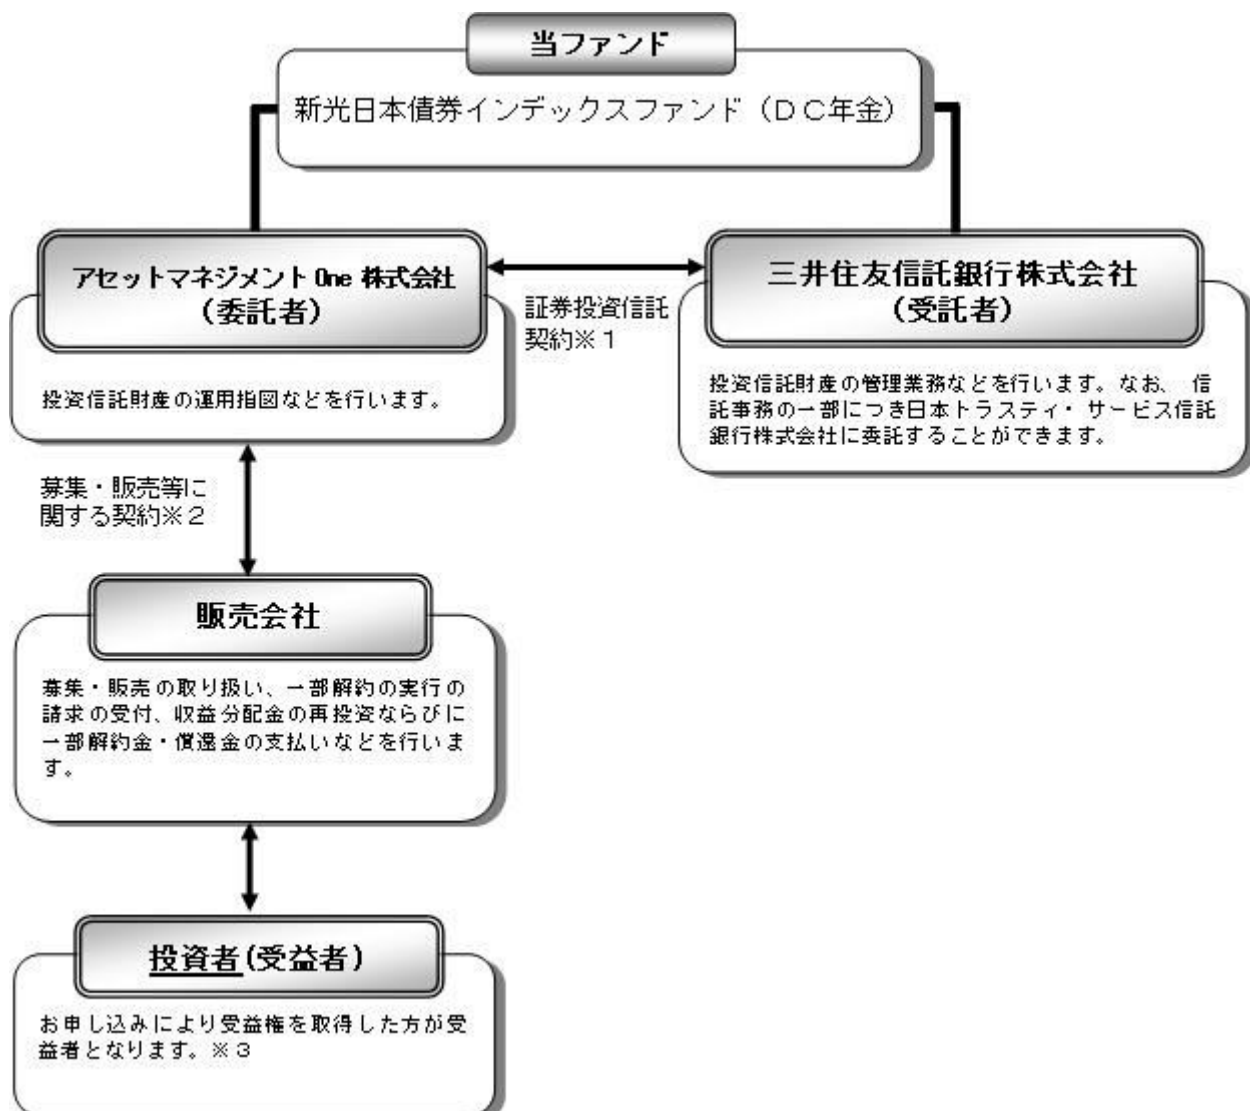 当ファンド
新光日本債券インデックスファンド（ＤＣ年金）
アセットマネジメント One 株式会社
（委託者）
投資信託財産の運用指図などを行います。
証券投資信託
契約※１
三井住友信託銀行株式会社
（受託者）
投資信託財産の管理業務などを行います。なお、 信
託事務の一部につき日本トラスティ・ サービス信託
銀行株式会社に委託することができます。
募集・販売等に
関する契約※２
販売会社
募集・販売の取り扱い、一部解約の実行の
請求の受付、収益分配金の再投資ならびに
一部解約金・償還金の支払いなどを行いま
す。
投資者(受益者)
お申し込みにより受益権を取得した方が受
益者となります。※３